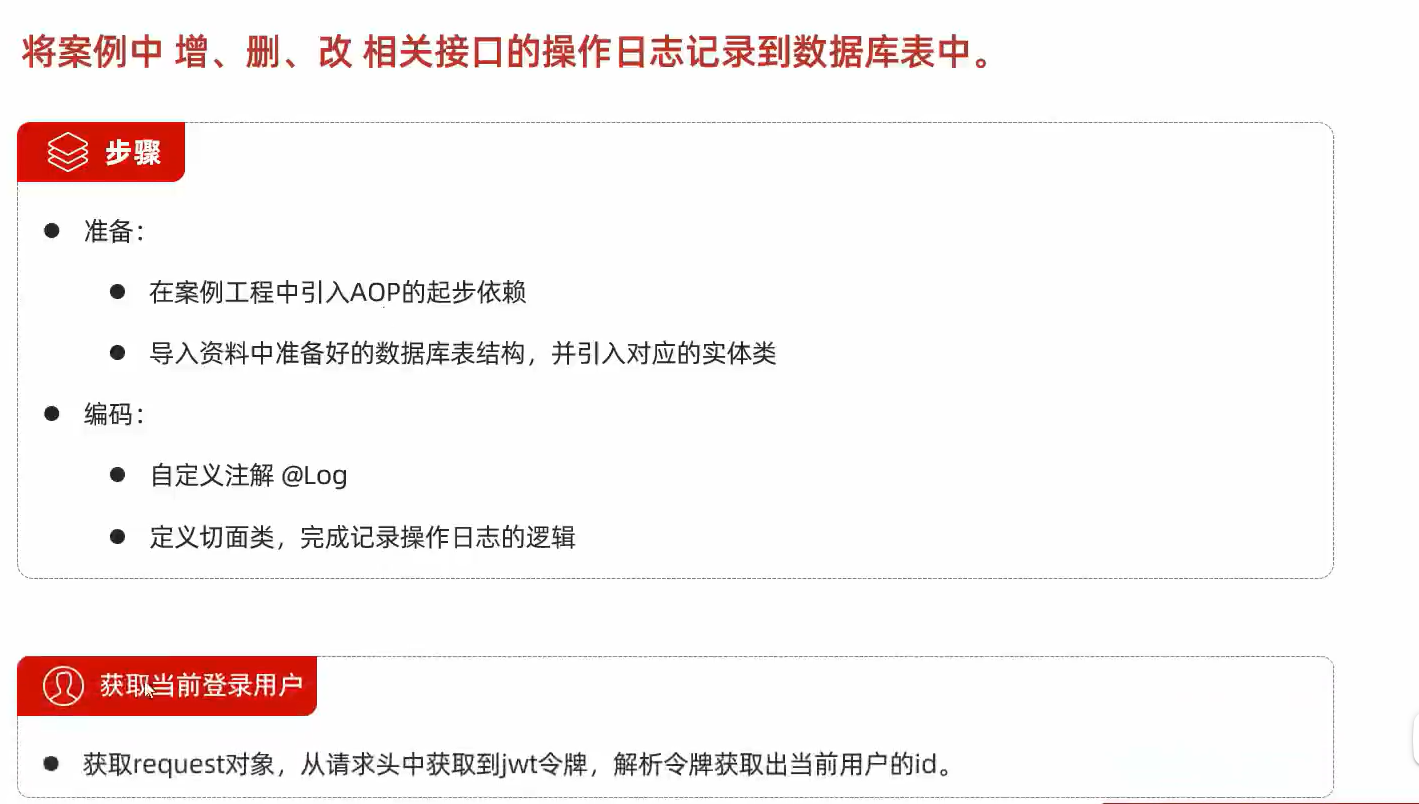 将案例中 增、删、改 相关接口的操作日志记录到数据库表中。
步骤
准备：
在案例工程中引入AOP的起步依赖
导入资料中准备好的数据库表结构，并引入对应的实体类
编码：
自定义注解 @Log
定义切面类，完成记录操作日志的逻辑
获取当前登录用户
获取request对象，从请求头中获取到jwt令牌，解析令牌获取出当前用户的id。